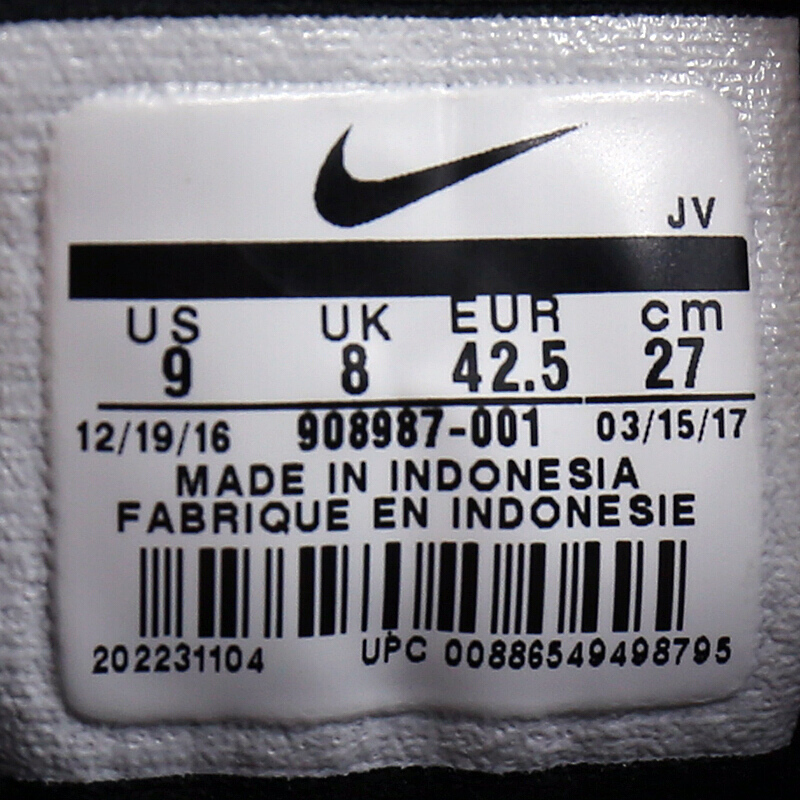 JV
US UK EUR cm
9 8 42.5 27
12/19/16 908987-001 03/15/17
MADE IN INDONESIA
FABRIQUE EN INDONESIE
202231104 UPC 00886549498795